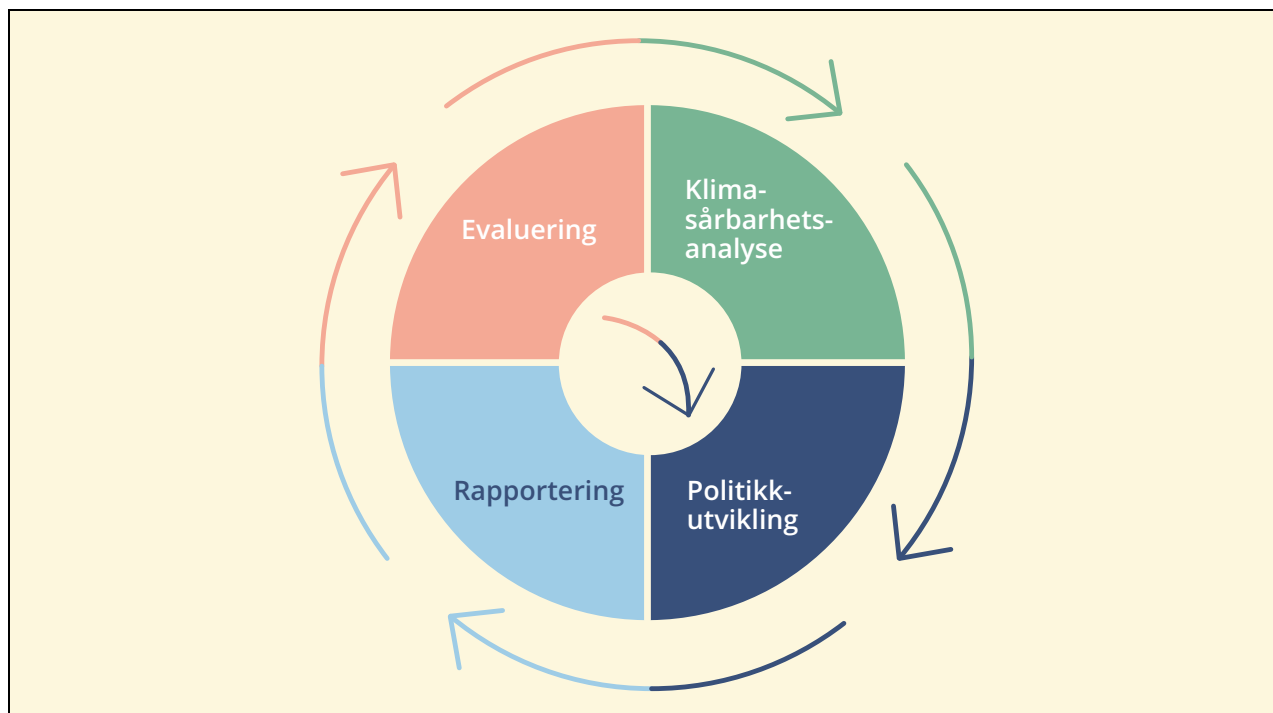 Evaluering
Klima-
sårbarhets-
analyse
Rapportering
Politikk-
utvikling